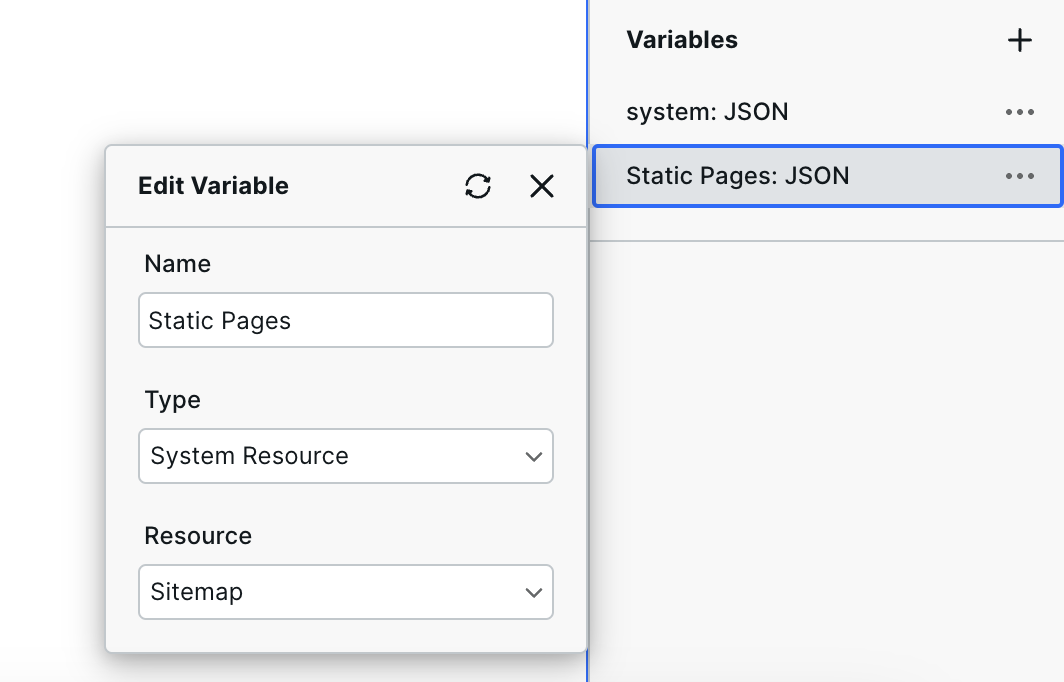 Variables
system: JSON
Static Pages: JSON
Edit Variable
Name
Static Pages
Type
System Resource
Resource
Sitemap